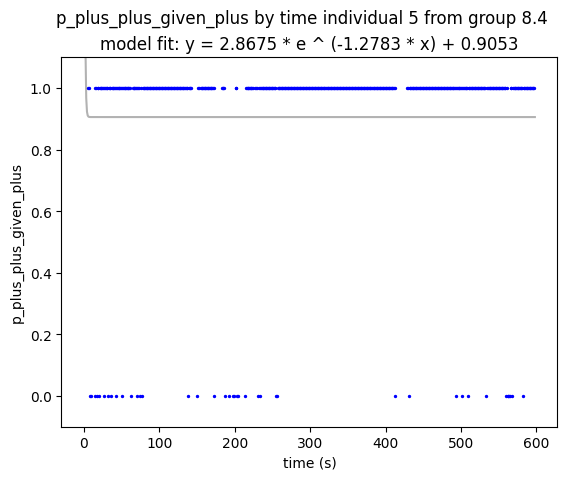 p_plus_plus_given_plus by time individual 5 from group 8.4
model fit: y = 2.8675 * e ^ (-1.2783 * x) + 0.9053
1.0
0.8
0.6
0.4
0.2
0.0
p_plus_plus_given_plus
0 100 200 300 400 500 600
time (s)